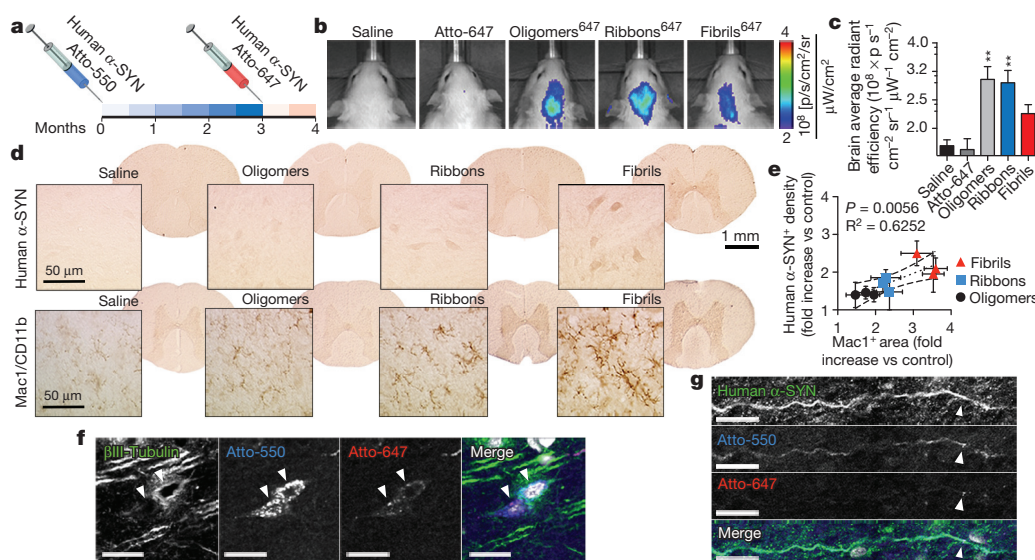 a
Human α-SYN
Atto-550
Human α-SYN
Atto-647
Months
0 1 2 3 4
b
Saline Atto-647 Oligomers647 Ribbons647 Fibrils647
4
10⁸ [p/s/cm²/sr/
µW/cm²
2
c
Brain average radiant
efficiency (10⁸ × p s⁻¹
cm⁻² sr⁻¹ µW⁻¹ cm²)
4.0
3.2
2.4
2.0
** **
Saline
Atto-647
Oligomers
Ribbons
Fibrils
d
Human α-SYN
Saline Oligomers Ribbons Fibrils
50 µm
1 mm
Mac1/CD11b
Saline Oligomers Ribbons Fibrils
50 µm
e
P = 0.0056
R² = 0.6252
Human α-SYN⁺ density
(fold increase vs control)
4
3
2
1
1 2 3 4
Mac1⁺ area (fold
increase vs control)
Fibrils
Ribbons
Oligomers
f
βIII-Tubulin Atto-550 Atto-647 Merge
g
Human α-SYN
Atto-550
Atto-647
Merge